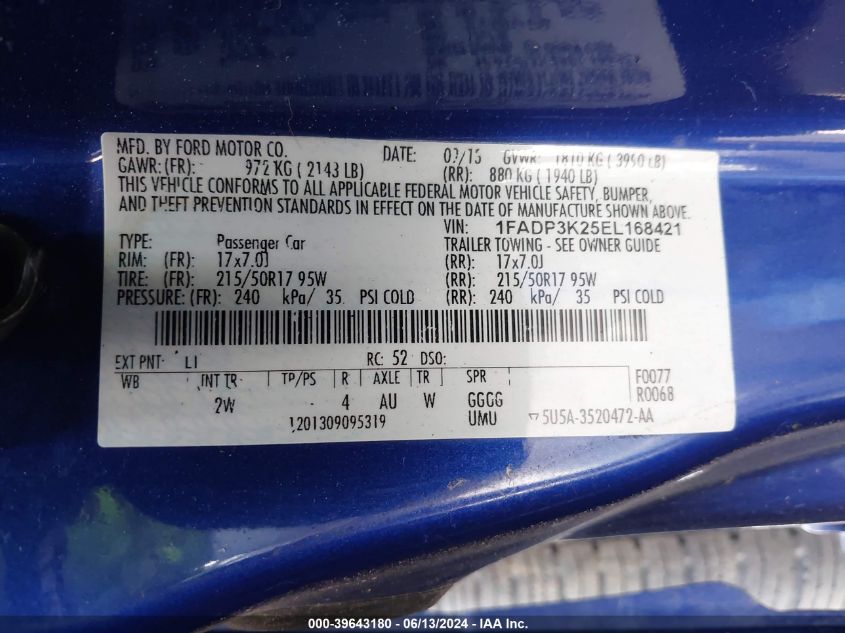 MFD. BY FORD MOTOR CO. DATE: GVWR: 1810 KG ( 3990 LB)
GAWR: (FR): 972 KG ( 2143 LB) (RR): 880 KG ( 1940 LB)
THIS VEHICLE CONFORMS TO ALL APPLICABLE FEDERAL MOTOR VEHICLE SAFETY, BUMPER,
AND THEFT PREVENTION STANDARDS IN EFFECT ON THE DATE OF MANUFACTURE SHOWN ABOVE.
VIN: 1FADP3K25EL168421
TYPE: Passenger Car TRAILER TOWING - SEE OWNER GUIDE
RIM: (FR) 17x7.0J (RR): 17x7.0J
TIRE: (FR) 215/50R17 95W (RR): 215/50R17 95W
PRESSURE: (FR): 240 kPa/ 35 PSI COLD (RR): 240 kPa/ 35 PSI COLD
EXT PNT: L1 RC: 52 DSO:
WB INT TR TP/PS R AXLE TR SPR F0077
R0068
2W 4 AU W GGGG
1201309095319 UMU 5U5A-3520472-AA
000-39643180 - 06/13/2024 - IAA Inc.